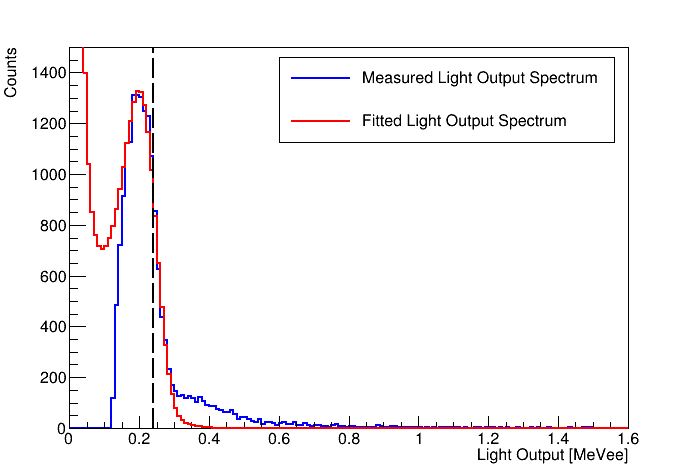 Counts
Measured Light Output Spectrum
Fitted Light Output Spectrum
1400
1200
1000
800
600
400
200
0
0 0.2 0.4 0.6 0.8 1 1.2 1.4 1.6
Light Output [MeVee]